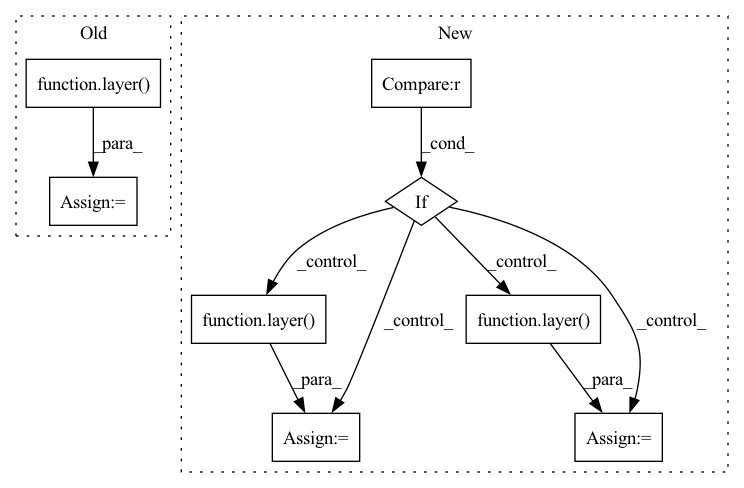 Old
New
function.layer()
Compare:r
_para_
_cond_
Assign:=
If
_control_
_control_
_control_
_control_
function.layer()
function.layer()
_para_
_para_
Assign:=
Assign:=